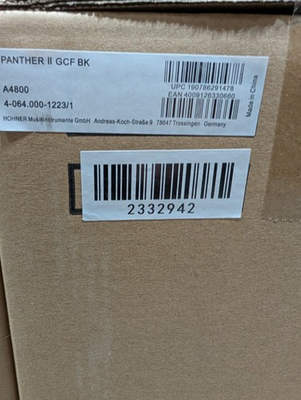 PANTHER II GCF BK
A4800
4-064.000-1223/1
HOHNER Musikinstrumente GmbH Andreas-Koch-Straße 9 78647 Trossingen Germany
UPC 190786291478
EAN 4009126330660
Made in China
2332942